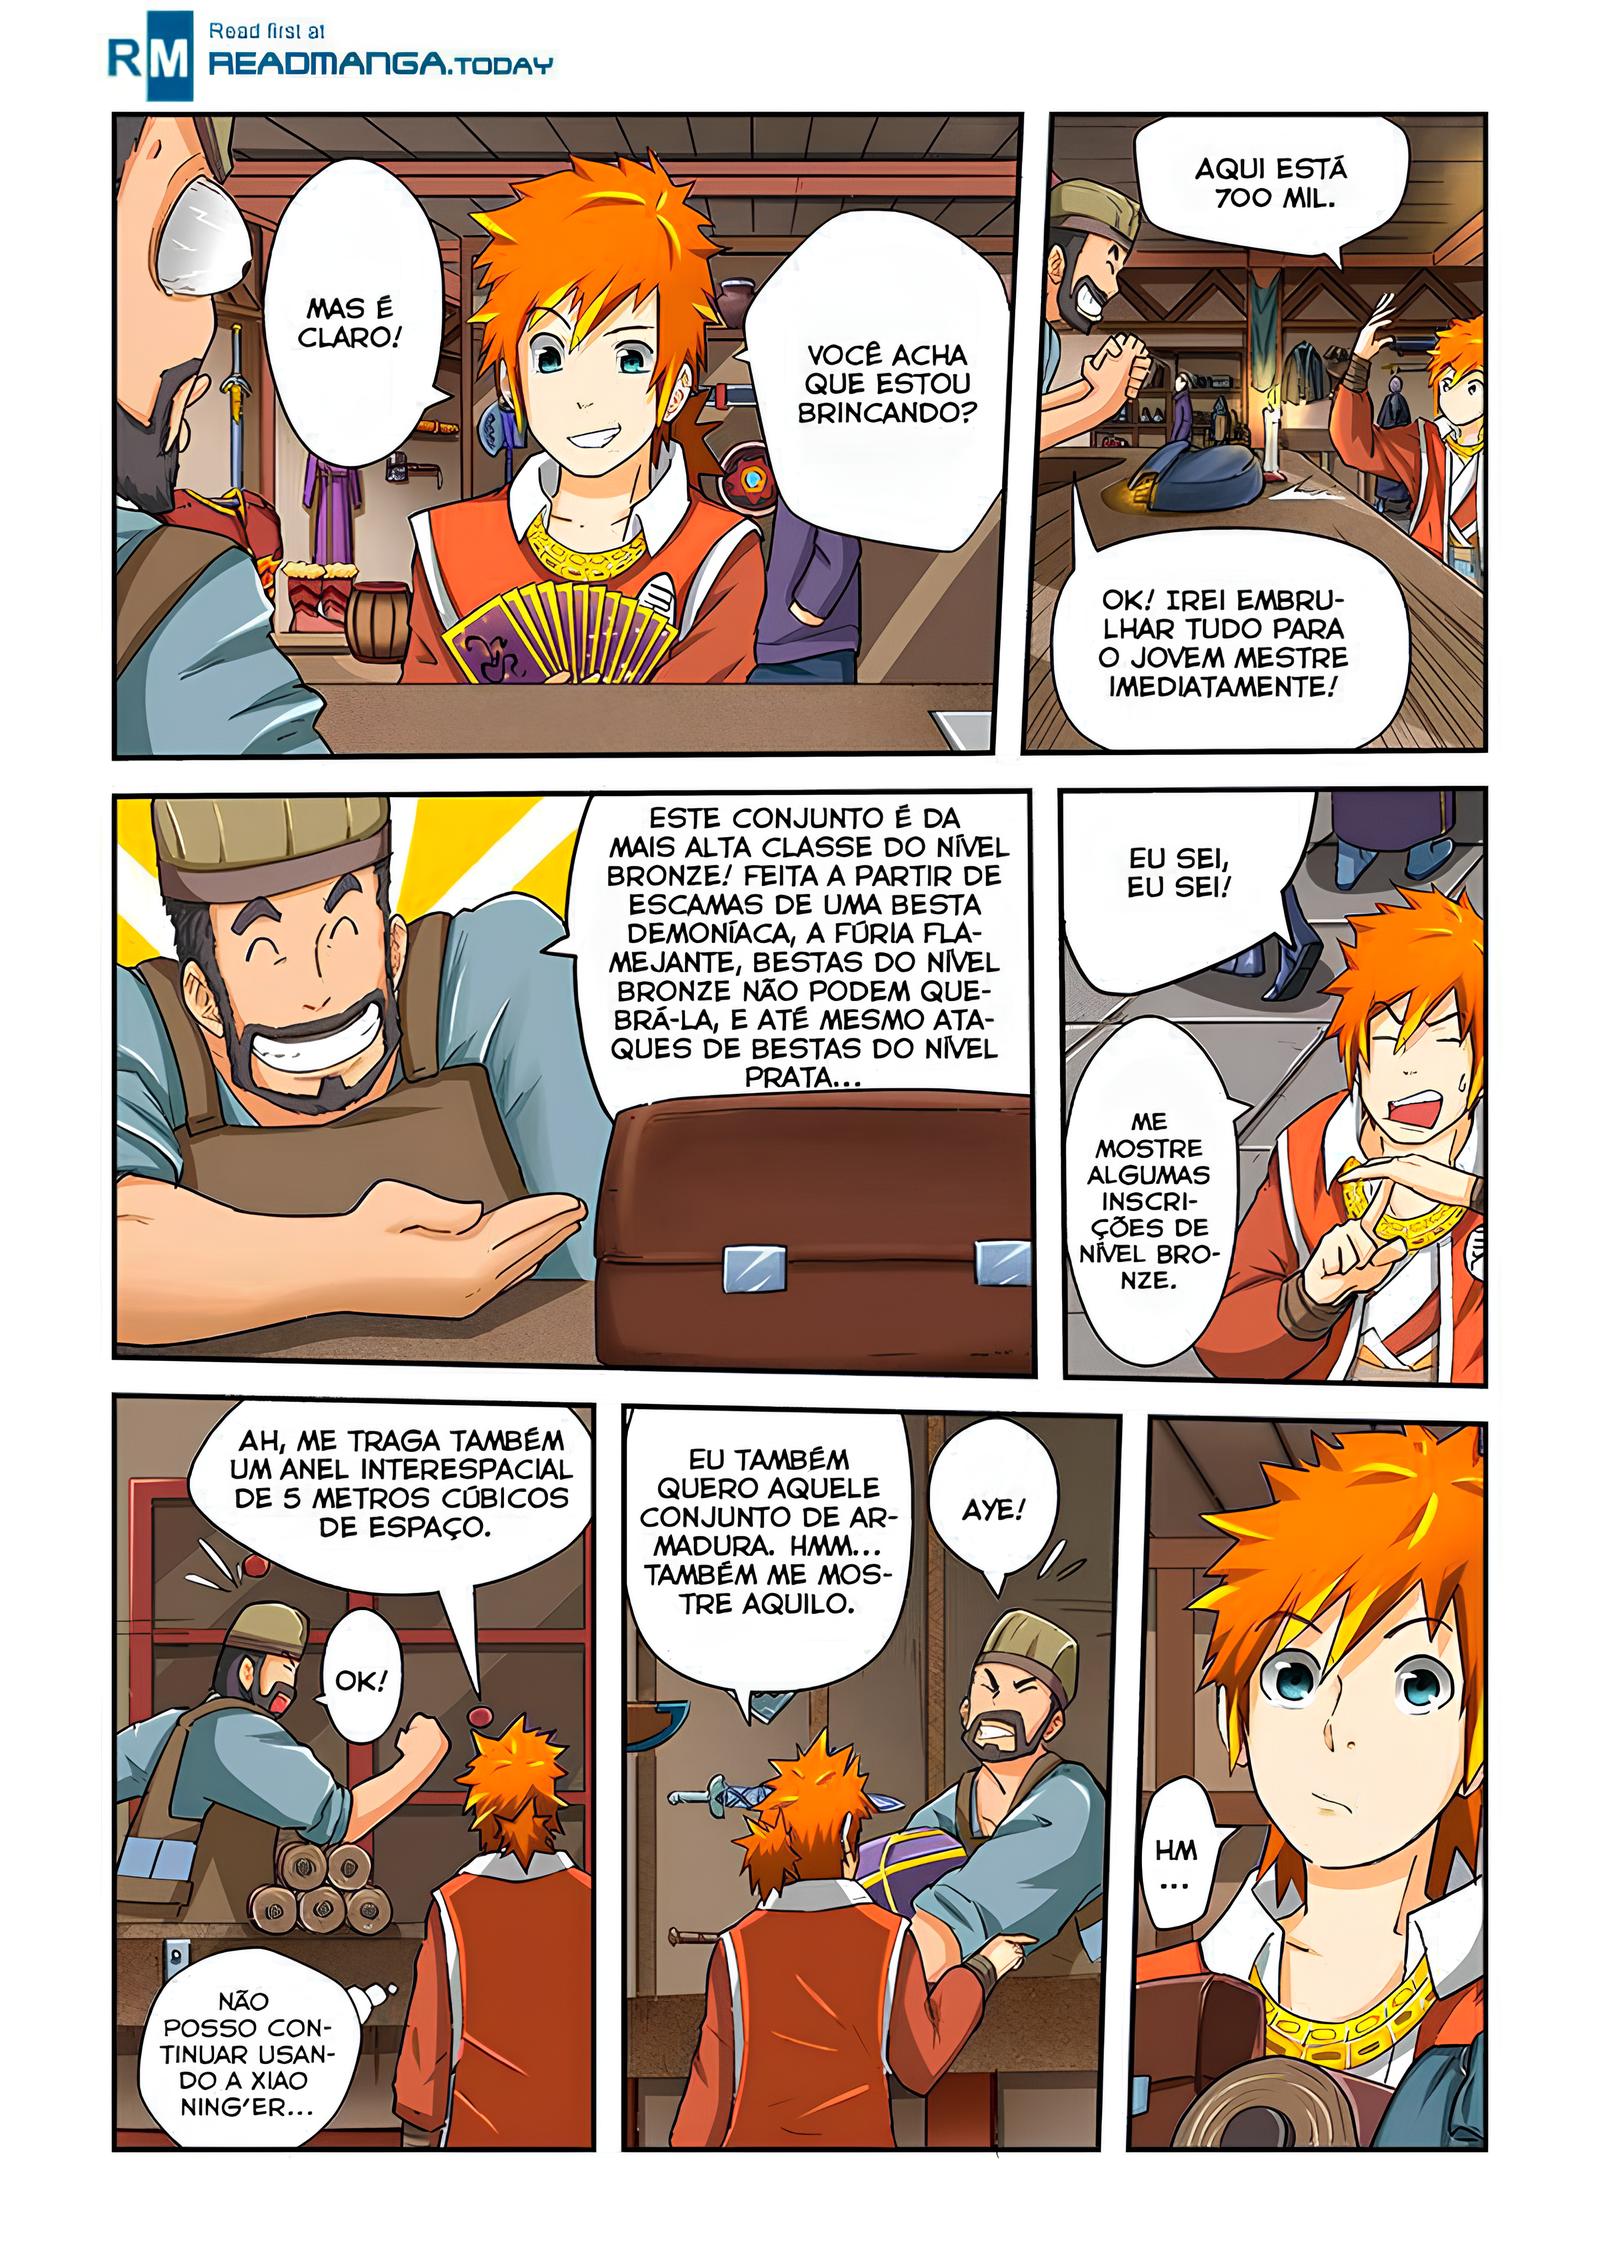 RM
Read first at
READMANGA.TODAY
MAS É
CLARO!
VOCÊ ACHA
QUE ESTOU
BRINCANDO?
AQUI ESTÁ
700 MIL.
OK! IREI EMBRU-
LHAR TUDO PARA
O JOVEM MESTRE
IMEDIATAMENTE!
ESTE CONJUNTO É DA
MAIS ALTA CLASSE DO NÍVEL
BRONZE! FEITA A PARTIR DE
ESCAMAS DE UMA BESTA
DEMONÍACA, A FÚRIA FLA-
MEJANTE, BESTAS DO NÍVEL
BRONZE NÃO PODEM QUE-
BRÁ-LA, E ATÉ MESMO ATA-
QUES DE BESTAS DO NÍVEL
PRATA...
EU SEI,
EU SEI!
ME
MOSTRE
ALGUMAS
INSCRI-
ÇÕES DE
NÍVEL BRO-
NZE.
AH, ME TRAGA TAMBÉM
UM ANEL INTERESPACIAL
DE 5 METROS CÚBICOS
DE ESPAÇO.
OK!
NÃO
POSSO CON-
TINUAR USAN-
DO A XIAO
NING'ER...
EU TAMBÉM
QUERO AQUELE
CONJUNTO DE AR-
MADURA. HMM...
TAMBÉM ME MOS-
TRE AQUILO.
AYE!
HM
...